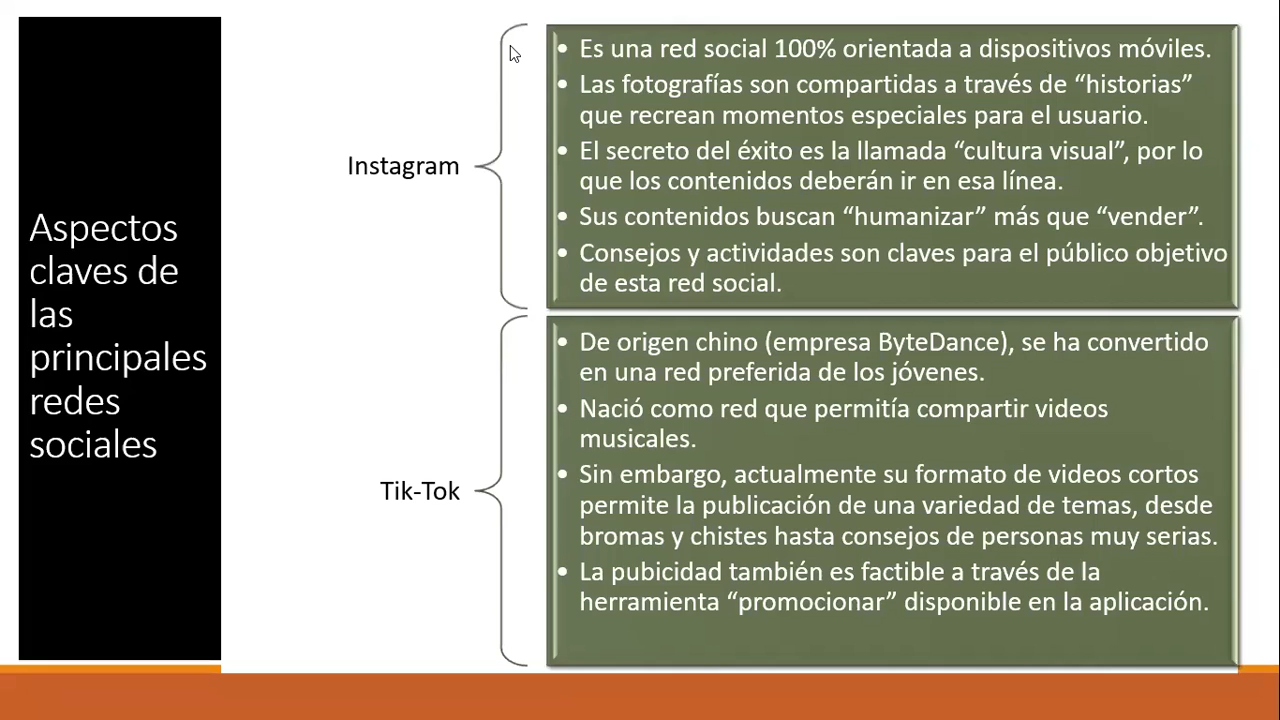 Aspectos
claves de
las
principales
redes
sociales
Instagram
• Es una red social 100% orientada a dispositivos móviles.
• Las fotografías son compartidas a través de “historias”
que recrean momentos especiales para el usuario.
• El secreto del éxito es la llamada “cultura visual”, por lo
que los contenidos deberán ir en esa línea.
• Sus contenidos buscan “humanizar” más que “vender”.
• Consejos y actividades son claves para el público objetivo
de esta red social.
Tik-Tok
• De origen chino (empresa ByteDance), se ha convertido
en una red preferida de los jóvenes.
• Nació como red que permitía compartir videos
musicales.
• Sin embargo, actualmente su formato de videos cortos
permite la publicación de una variedad de temas, desde
bromas y chistes hasta consejos de personas muy serias.
• La pubicidad también es factible a través de la
herramienta “promocionar” disponible en la aplicación.